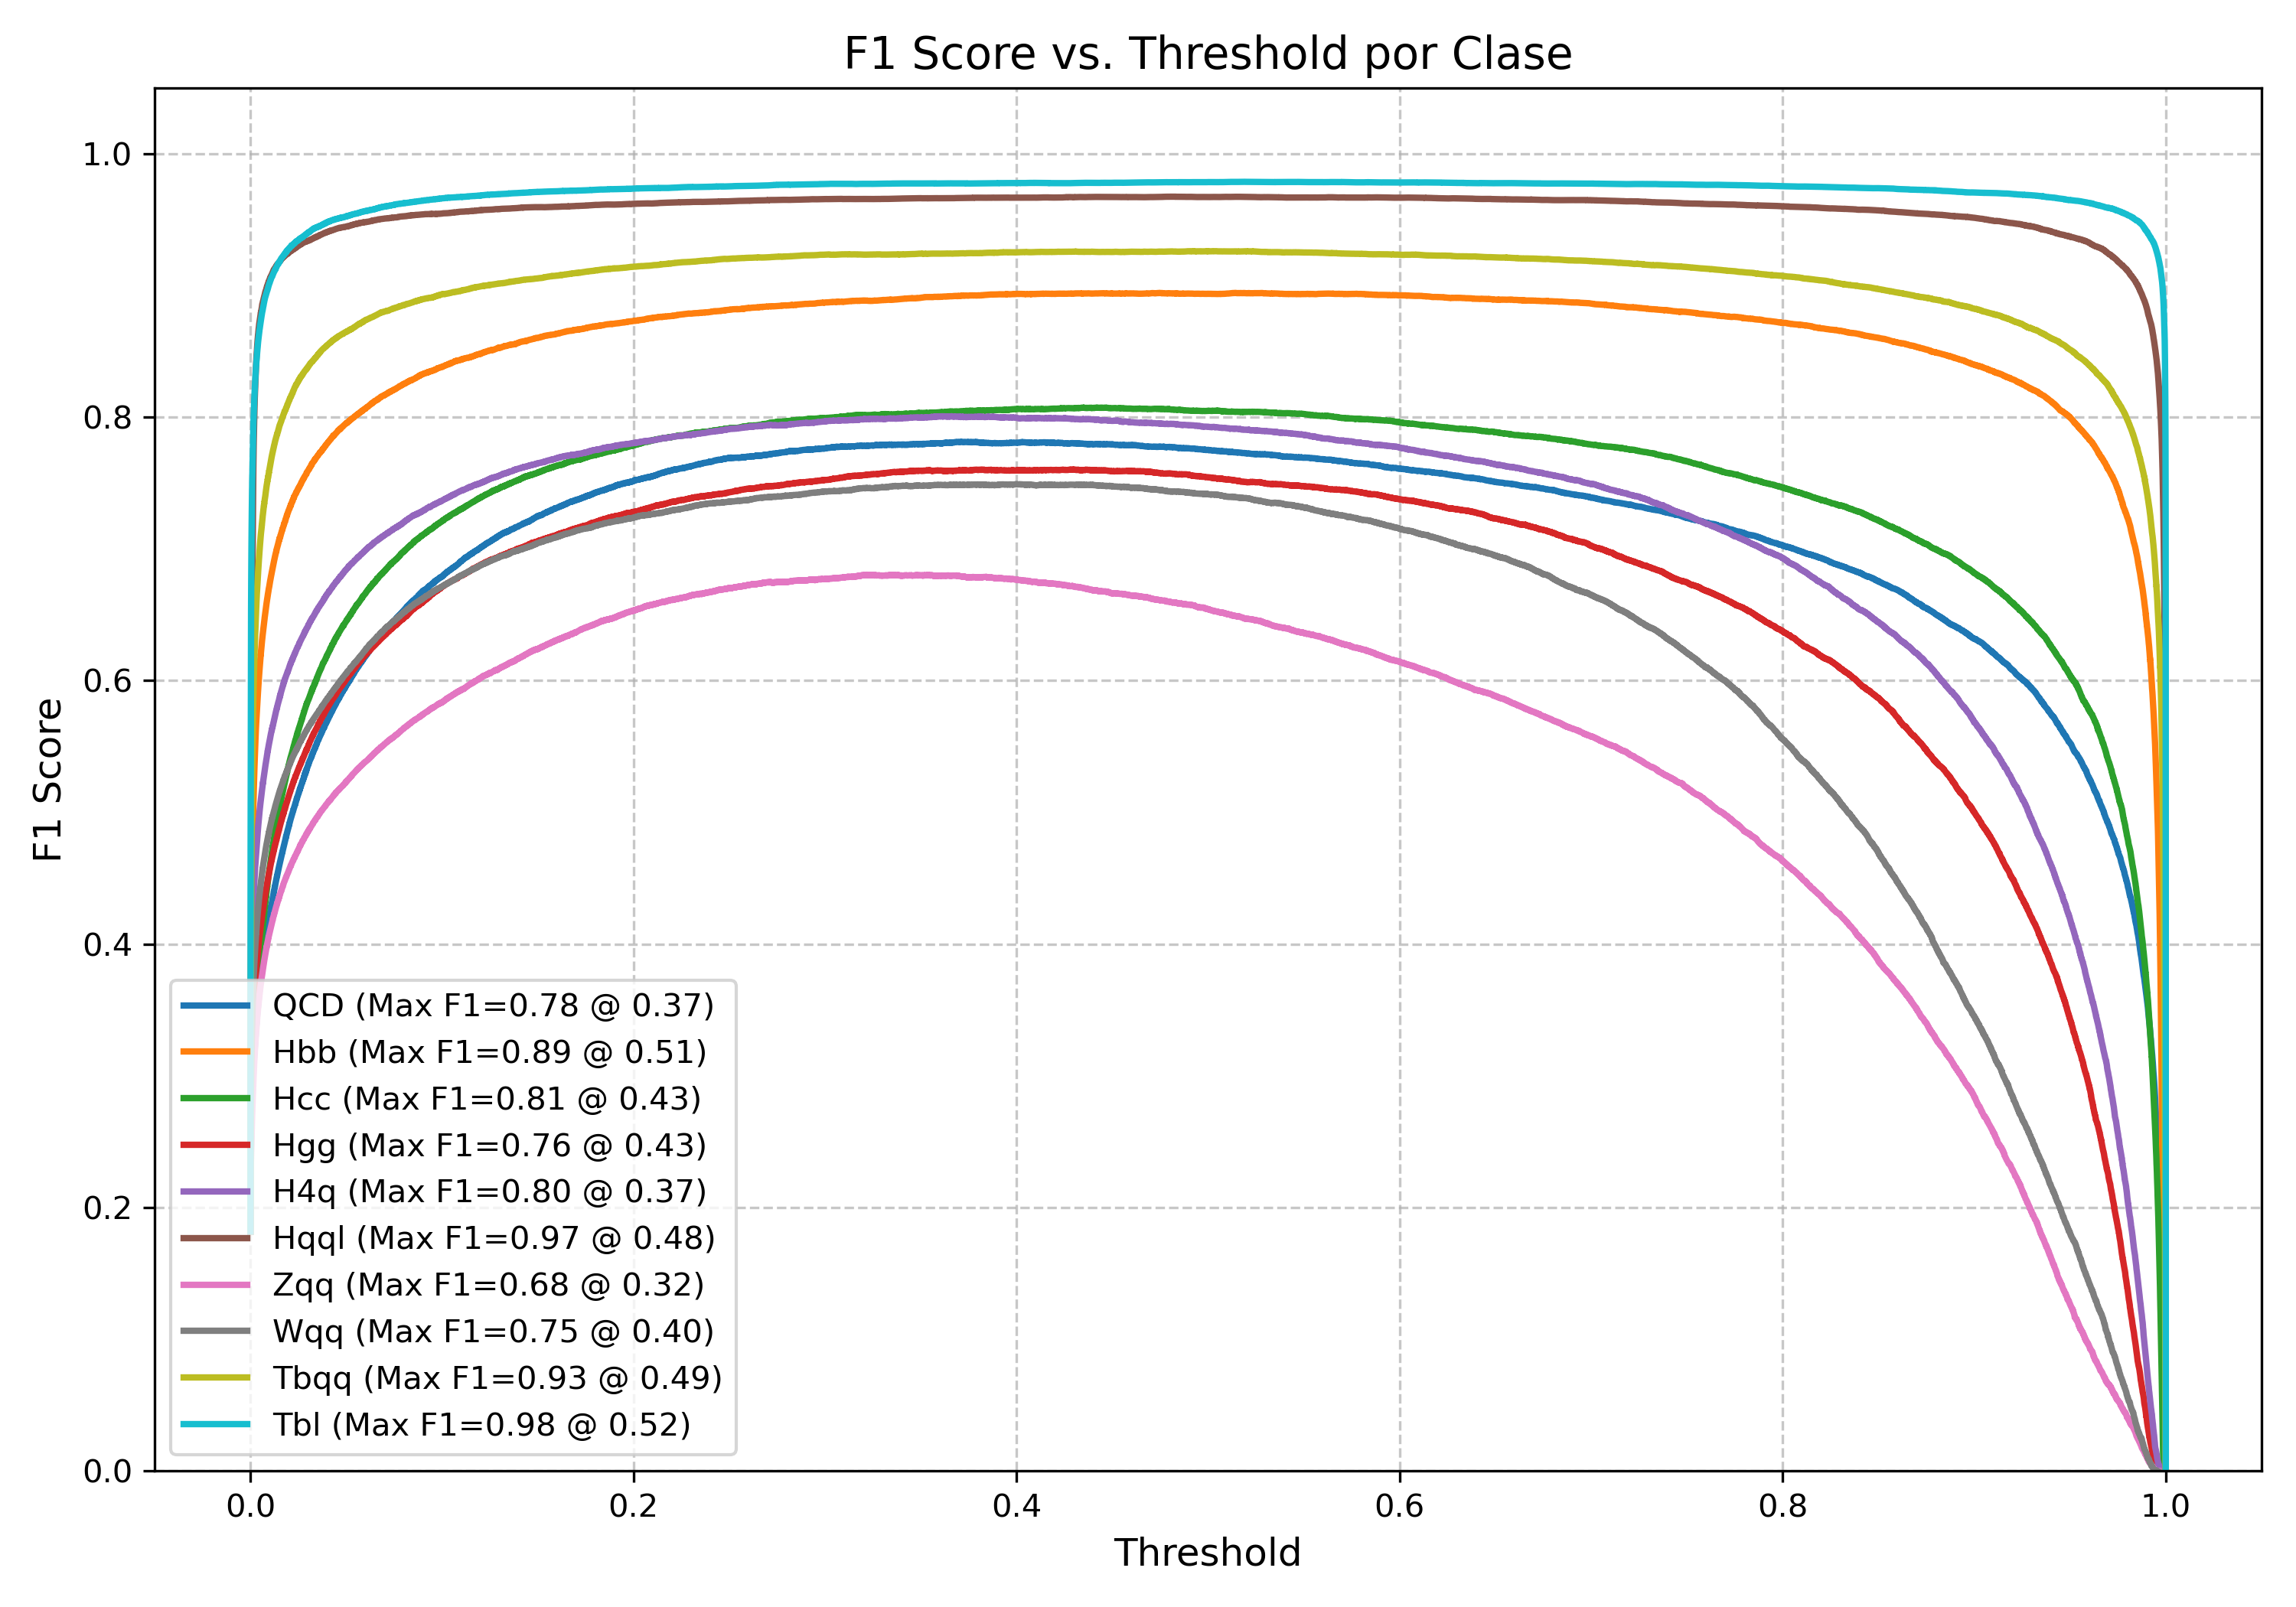 F1 Score vs. Threshold por Clase
F1 Score
1.0
0.8
0.6
0.4
0.2
0.0
QCD (Max F1=0.78 @ 0.37)
Hbb (Max F1=0.89 @ 0.51)
Hcc (Max F1=0.81 @ 0.43)
Hgg (Max F1=0.76 @ 0.43)
H4q (Max F1=0.80 @ 0.37)
Hqql (Max F1=0.97 @ 0.48)
Zqq (Max F1=0.68 @ 0.32)
Wqq (Max F1=0.75 @ 0.40)
Tbqq (Max F1=0.93 @ 0.49)
Tbl (Max F1=0.98 @ 0.52)
0.0 0.2 0.4 0.6 0.8 1.0
Threshold